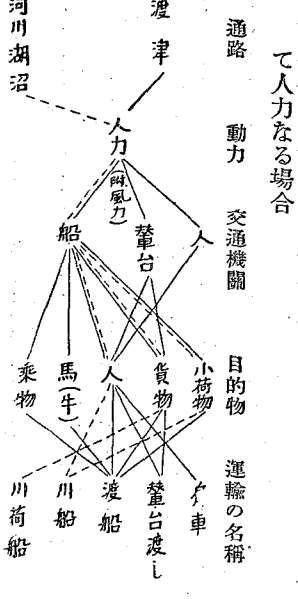 て人力なる場合
通路
動力
交通機關
目的物
運輸の名稱
渡津
河川湖沼
人力
(附風力)
人
輦台
船
小荷物
貨物
人
馬(牛)
乘物
車
輦台渡し
渡船
川船
川荷船